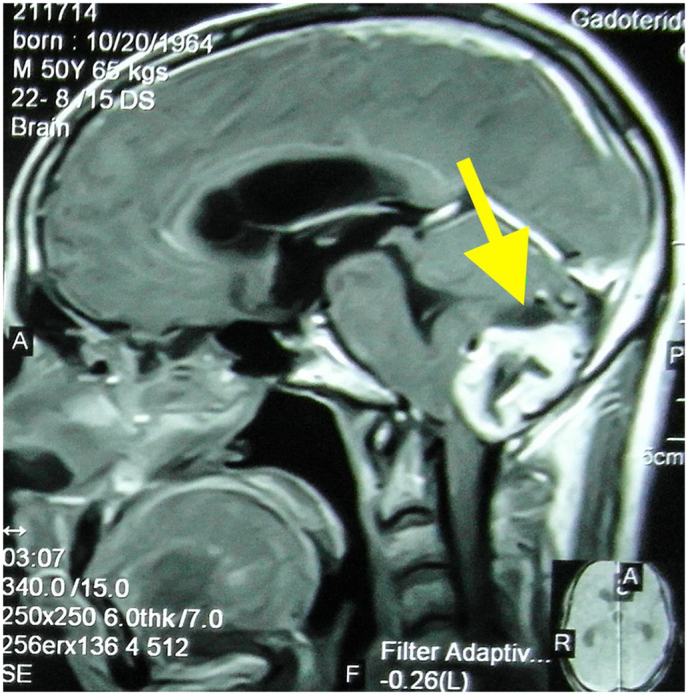 211714
born : 10/20/1964
M 50Y 65 kgs
22- 8 /15 DS
Brain
A
P
5cm
03:07
340.0 /15.0
250x250 6.0thk /7.0
256erx136 4 512
SE
F
Filter Adaptiv...
-0.26(L)
A
R